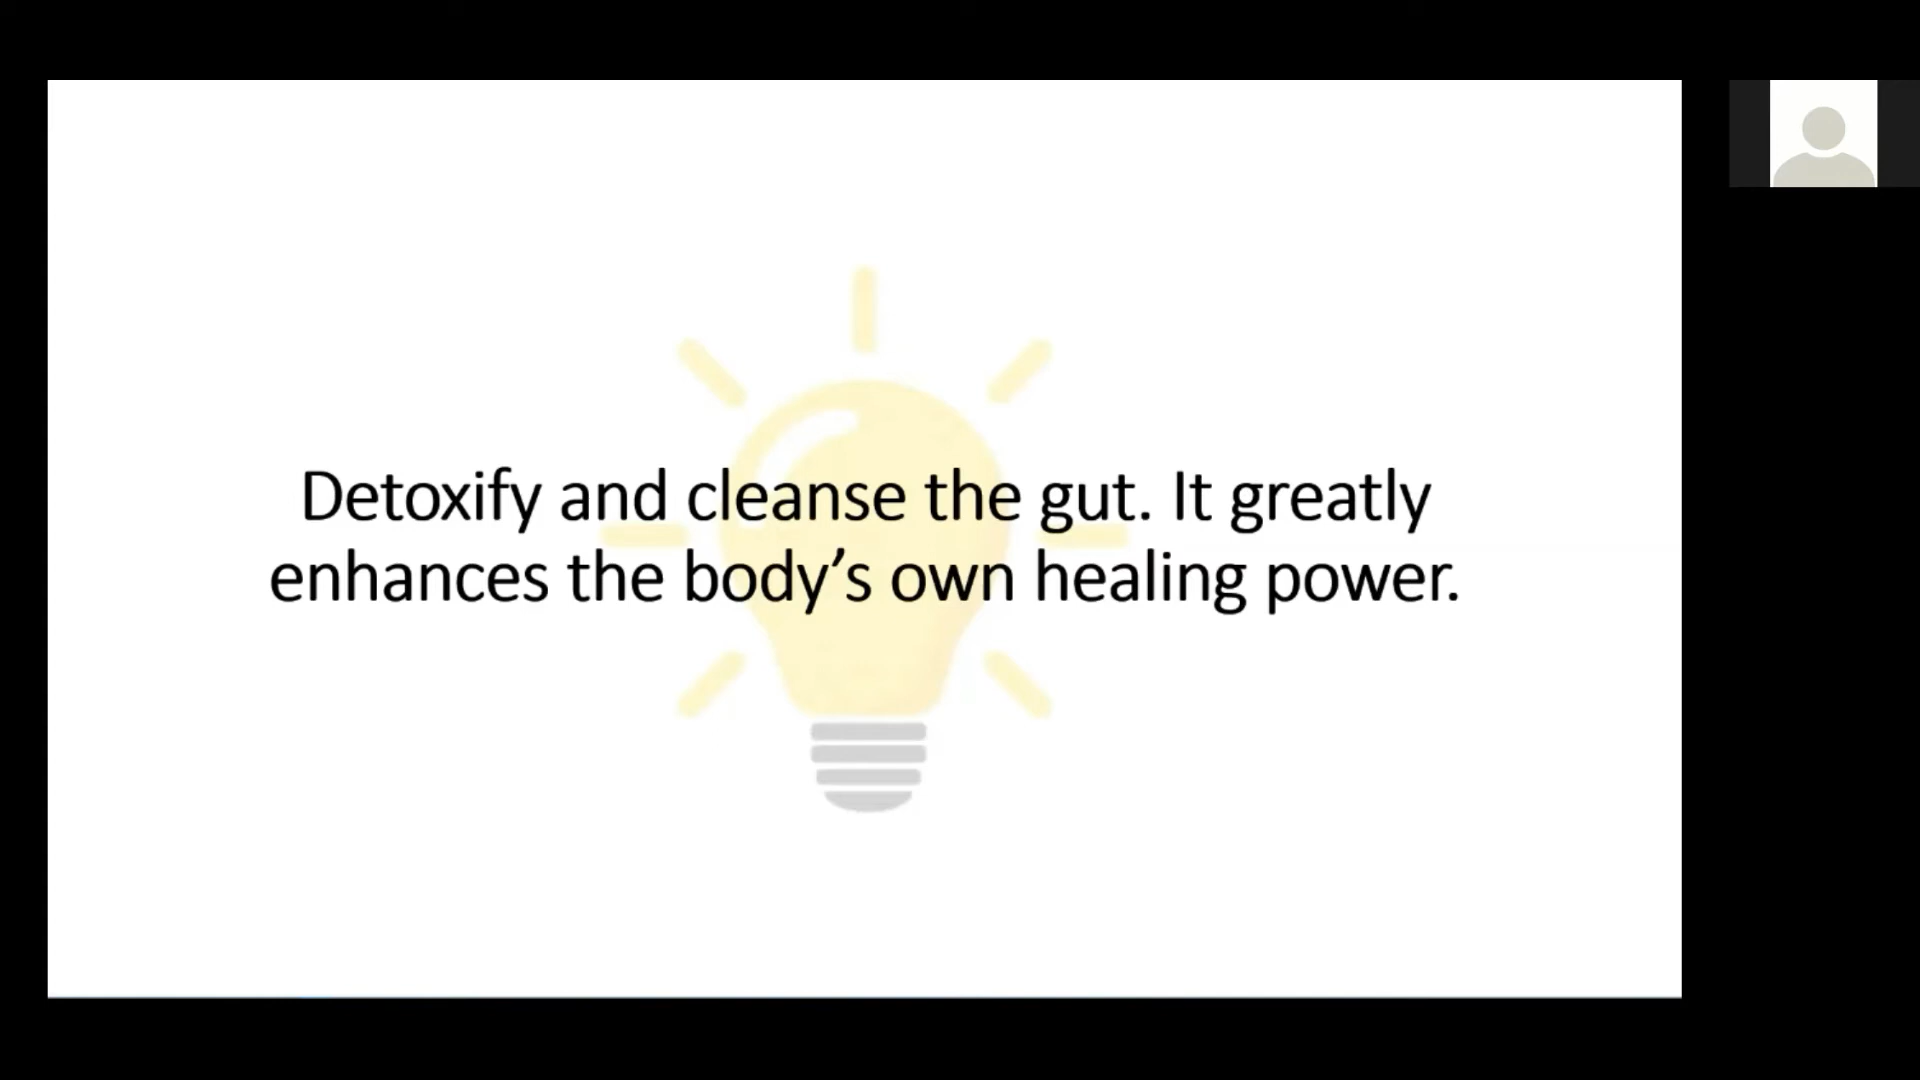 Detoxify and cleanse the gut. It greatly
enhances the body’s own healing power.